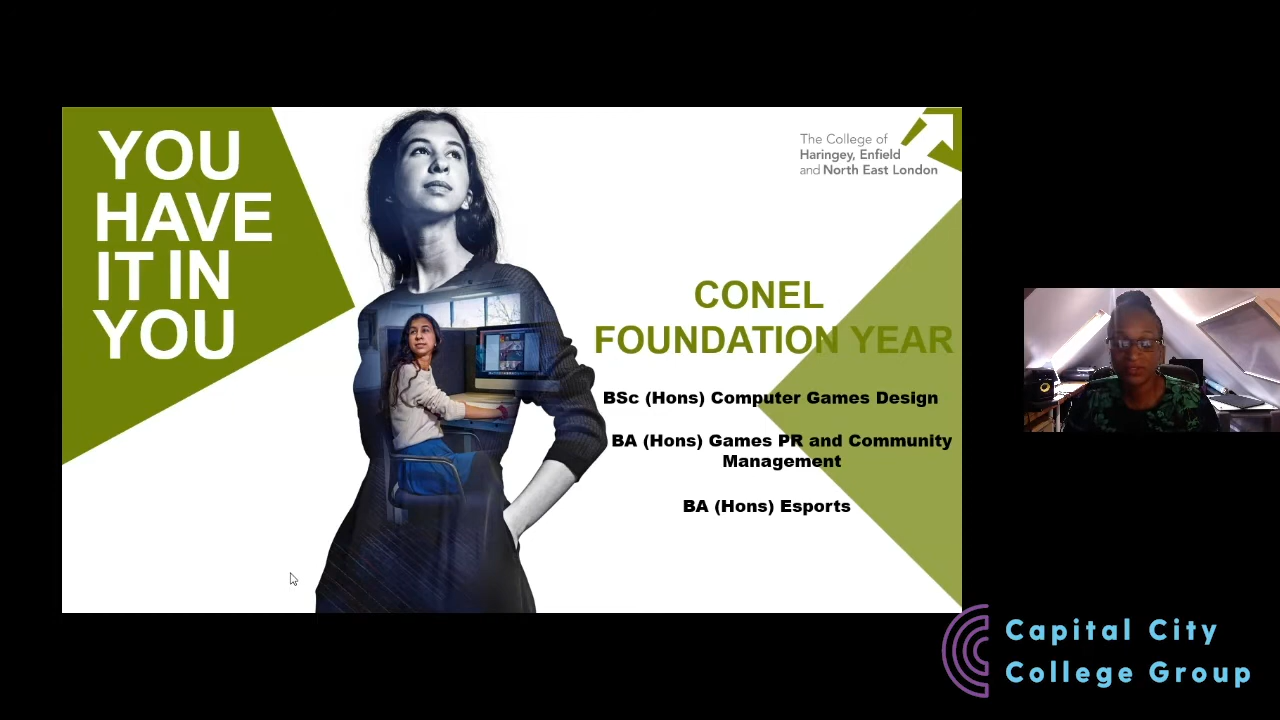 YOU
HAVE
IT IN
YOU
The College of
Haringey, Enfield
and North East London
CONEL
FOUNDATION YEAR
BSc (Hons) Computer Games Design
BA (Hons) Games PR and Community
Management
BA (Hons) Esports
Capital City
College Group